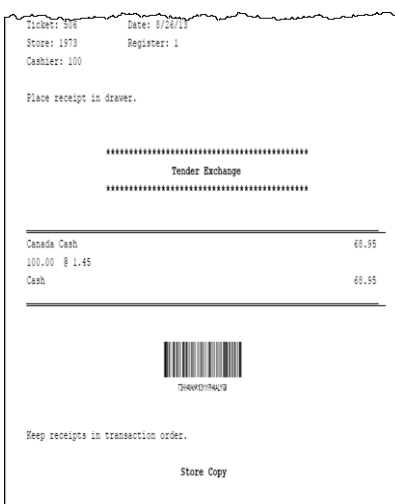 Ticket: 506 Date: 8/26/13
Store: 1973 Register: 1
Cashier: 100
Place receipt in drawer.
********************************************
Tender Exchange
********************************************
Canada Cash 68.95
100.00 @ 1.45
Cash 68.95
Keep receipts in transaction order.
Store Copy